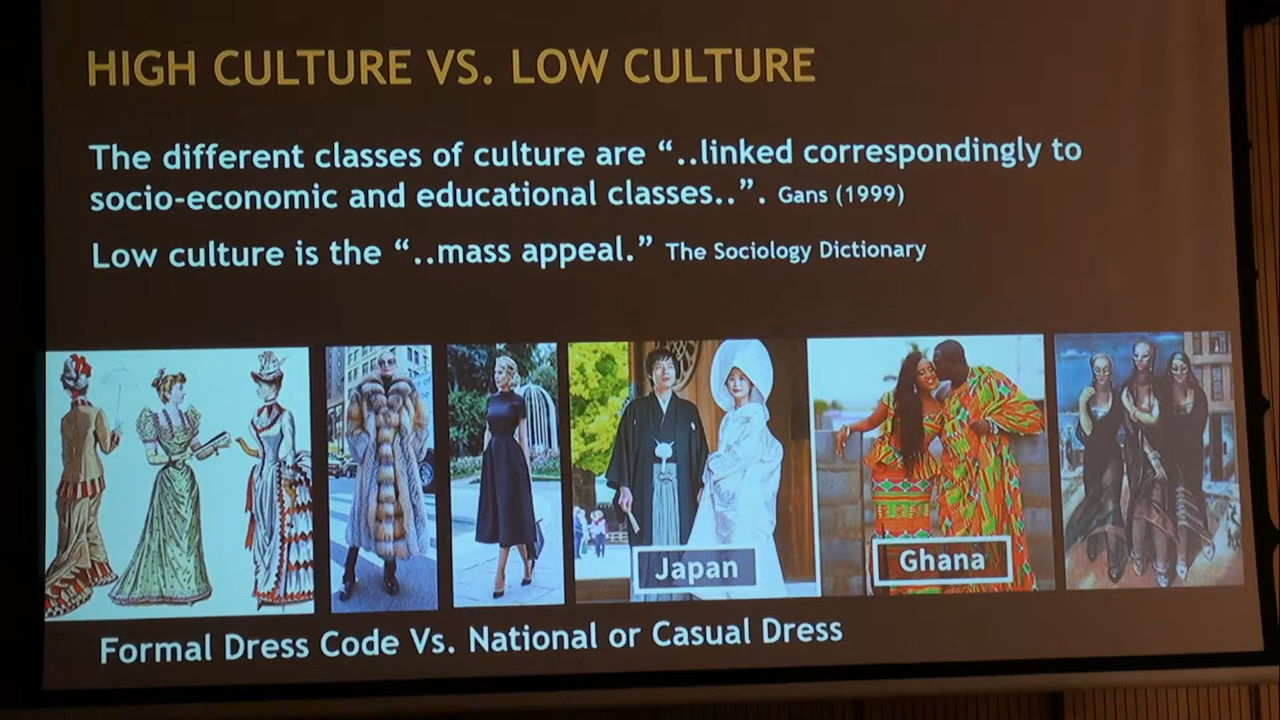 HIGH CULTURE VS. LOW CULTURE
The different classes of culture are “..linked correspondingly to
socio-economic and educational classes..”. Gans (1999)
Low culture is the “..mass appeal.” The Sociology Dictionary
Japan
Ghana
Formal Dress Code Vs. National or Casual Dress